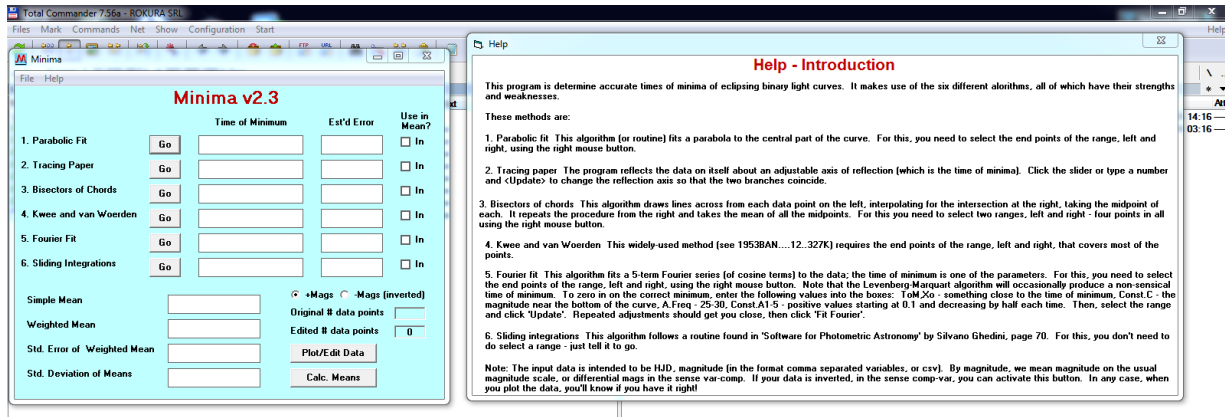 Total Commander 7.56a - ROKURA SRL
Files Mark Commands Net Show Configuration Start
Help
FTP URL
Minima
File Help
Minima v2.3
Time of Minimum Est'd Error Use in Mean?
1. Parabolic Fit Go In
2. Tracing Paper Go In
3. Bisectors of Chords Go In
4. Kwee and van Woerden Go In
5. Fourier Fit Go In
6. Sliding Integrations Go In
Simple Mean
+Mags -Mags (inverted)
Original # data points
Weighted Mean
Edited # data points 0
Std. Error of Weighted Mean
Plot/Edit Data
Std. Deviation of Means
Calc. Means
Help
Help - Introduction
This program is determine accurate times of minima of eclipsing binary light curves. It makes use of the six different alorithms, all of which have their strengths
and weaknesses.
These methods are:
1. Parabolic fit This algorithm (or routine) fits a parabola to the central part of the curve. For this, you need to select the end points of the range, left and
right, using the right mouse button.
2. Tracing paper The program reflects the data on itself about an adjustable axis of reflection (which is the time of minima). Click the slider or type a number
and <Update> to change the reflection axis so that the two branches coincide.
3. Bisectors of chords This algorithm draws lines across from each data point on the left, interpolating for the intersection at the right, taking the midpoint of
each. It repeats the procedure from the right and takes the mean of all the midpoints. For this you need to select two ranges, left and right - four points in all
using the right mouse button.
4. Kwee and van Woerden This widely-used method (see 1953BAN....12..327K) requires the end points of the range, left and right, that covers most of the
points.
5. Fourier fit This algorithm fits a 5-term Fourier series (of cosine terms) to the data; the time of minimum is one of the parameters. For this, you need to select
the end points of the range, left and right, using the right mouse button. Note that the Levenberg-Marquart algorithm will occasionally produce a non-sensical
time of minimum. To zero in on the correct minimum, enter the following values into the boxes: ToM,Xo - something close to the time of minimum, Const.C - the
magnitude near the bottom of the curve, A.Freq - 25-30, Const.A1-5 - positive values starting at 0.1 and decreasing by half each time. Then, select the range
and click 'Update'. Repeated adjustments should get you close, then click 'Fit Fourier'.
6. Sliding integrations This algorithm follows a routine found in 'Software for Photometric Astronomy' by Silvano Ghedini, page 70. For this, you don't need to
do select a range - just tell it to go.
Note: The input data is intended to be HJD, magnitude (in the format comma separated variables, or csv). By magnitude, we mean magnitude on the usual
magnitude scale, or differential mags in the sense var-comp. If your data is inverted, in the sense comp-var, you can activate this button. In any case, when
you plot the data, you'll know if you have it right!
14:16
03:16